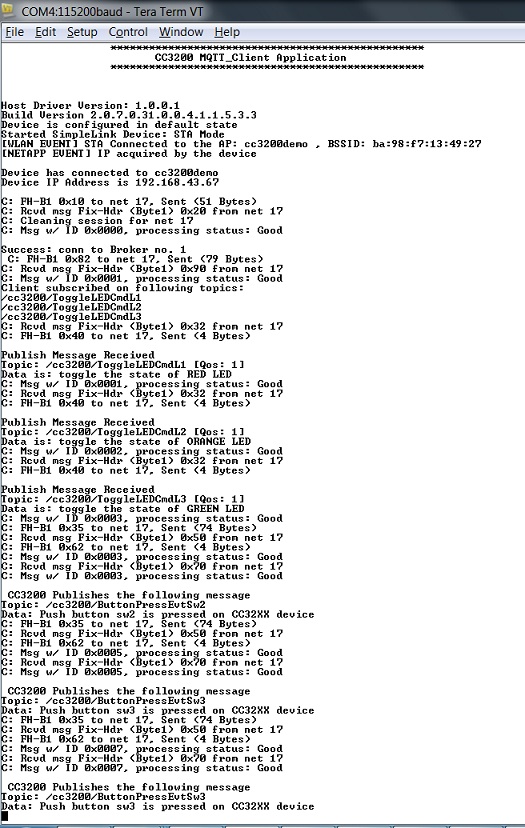 COM4:115200baud - Tera Term VT
File Edit Setup Control Window Help
*************************************************
CC3200 MQTT_Client Application
*************************************************
Host Driver Version: 1.0.0.1
Build Version 2.0.7.0.31.0.0.4.1.1.5.3.3
Device is configured in default state
Started SimpleLink Device: STA Mode
[WLAN EVENT] STA Connected to the AP: cc3200demo , BSSID: ba:98:f7:13:49:27
[NETAPP EVENT] IP acquired by the device
Device has connected to cc3200demo
Device IP Address is 192.168.43.67
C: FH-B1 0x10 to net 17, Sent (51 Bytes)
C: Rcvd msg Fix-Hdr (Byte1) 0x20 from net 17
C: Cleaning session for net 17
C: Msg w/ ID 0x0000, processing status: Good
Success: conn to Broker no. 1
C: FH-B1 0x82 to net 17, Sent (79 Bytes)
C: Rcvd msg Fix-Hdr (Byte1) 0x90 from net 17
C: Msg w/ ID 0x0001, processing status: Good
Client subscribed on following topics:
/cc3200/ToggleLEDCmdL1
/cc3200/ToggleLEDCmdL2
/cc3200/ToggleLEDCmdL3
C: Rcvd msg Fix-Hdr (Byte1) 0x32 from net 17
C: FH-B1 0x40 to net 17, Sent (4 Bytes)
Publish Message Received
Topic: /cc3200/ToggleLEDCmdL1 [Qos: 1]
Data is: toggle the state of RED LED
C: Msg w/ ID 0x0001, processing status: Good
C: Rcvd msg Fix-Hdr (Byte1) 0x32 from net 17
C: FH-B1 0x40 to net 17, Sent (4 Bytes)
Publish Message Received
Topic: /cc3200/ToggleLEDCmdL2 [Qos: 1]
Data is: toggle the state of ORANGE LED
C: Msg w/ ID 0x0002, processing status: Good
C: Rcvd msg Fix-Hdr (Byte1) 0x32 from net 17
C: FH-B1 0x40 to net 17, Sent (4 Bytes)
Publish Message Received
Topic: /cc3200/ToggleLEDCmdL3 [Qos: 1]
Data is: toggle the state of GREEN LED
C: Msg w/ ID 0x0003, processing status: Good
C: FH-B1 0x35 to net 17, Sent (74 Bytes)
C: Rcvd msg Fix-Hdr (Byte1) 0x50 from net 17
C: FH-B1 0x62 to net 17, Sent (4 Bytes)
C: Msg w/ ID 0x0003, processing status: Good
C: Rcvd msg Fix-Hdr (Byte1) 0x70 from net 17
C: Msg w/ ID 0x0003, processing status: Good
CC3200 Publishes the following message
Topic: /cc3200/ButtonPressEvtSw2
Data: Push button sw2 is pressed on CC32XX device
C: FH-B1 0x35 to net 17, Sent (74 Bytes)
C: Rcvd msg Fix-Hdr (Byte1) 0x50 from net 17
C: FH-B1 0x62 to net 17, Sent (4 Bytes)
C: Msg w/ ID 0x0005, processing status: Good
C: Rcvd msg Fix-Hdr (Byte1) 0x70 from net 17
C: Msg w/ ID 0x0005, processing status: Good
CC3200 Publishes the following message
Topic: /cc3200/ButtonPressEvtSw3
Data: Push button sw3 is pressed on CC32XX device
C: FH-B1 0x35 to net 17, Sent (74 Bytes)
C: Rcvd msg Fix-Hdr (Byte1) 0x50 from net 17
C: FH-B1 0x62 to net 17, Sent (4 Bytes)
C: Msg w/ ID 0x0007, processing status: Good
C: Rcvd msg Fix-Hdr (Byte1) 0x70 from net 17
C: Msg w/ ID 0x0007, processing status: Good
CC3200 Publishes the following message
Topic: /cc3200/ButtonPressEvtSw3
Data: Push button sw3 is pressed on CC32XX device